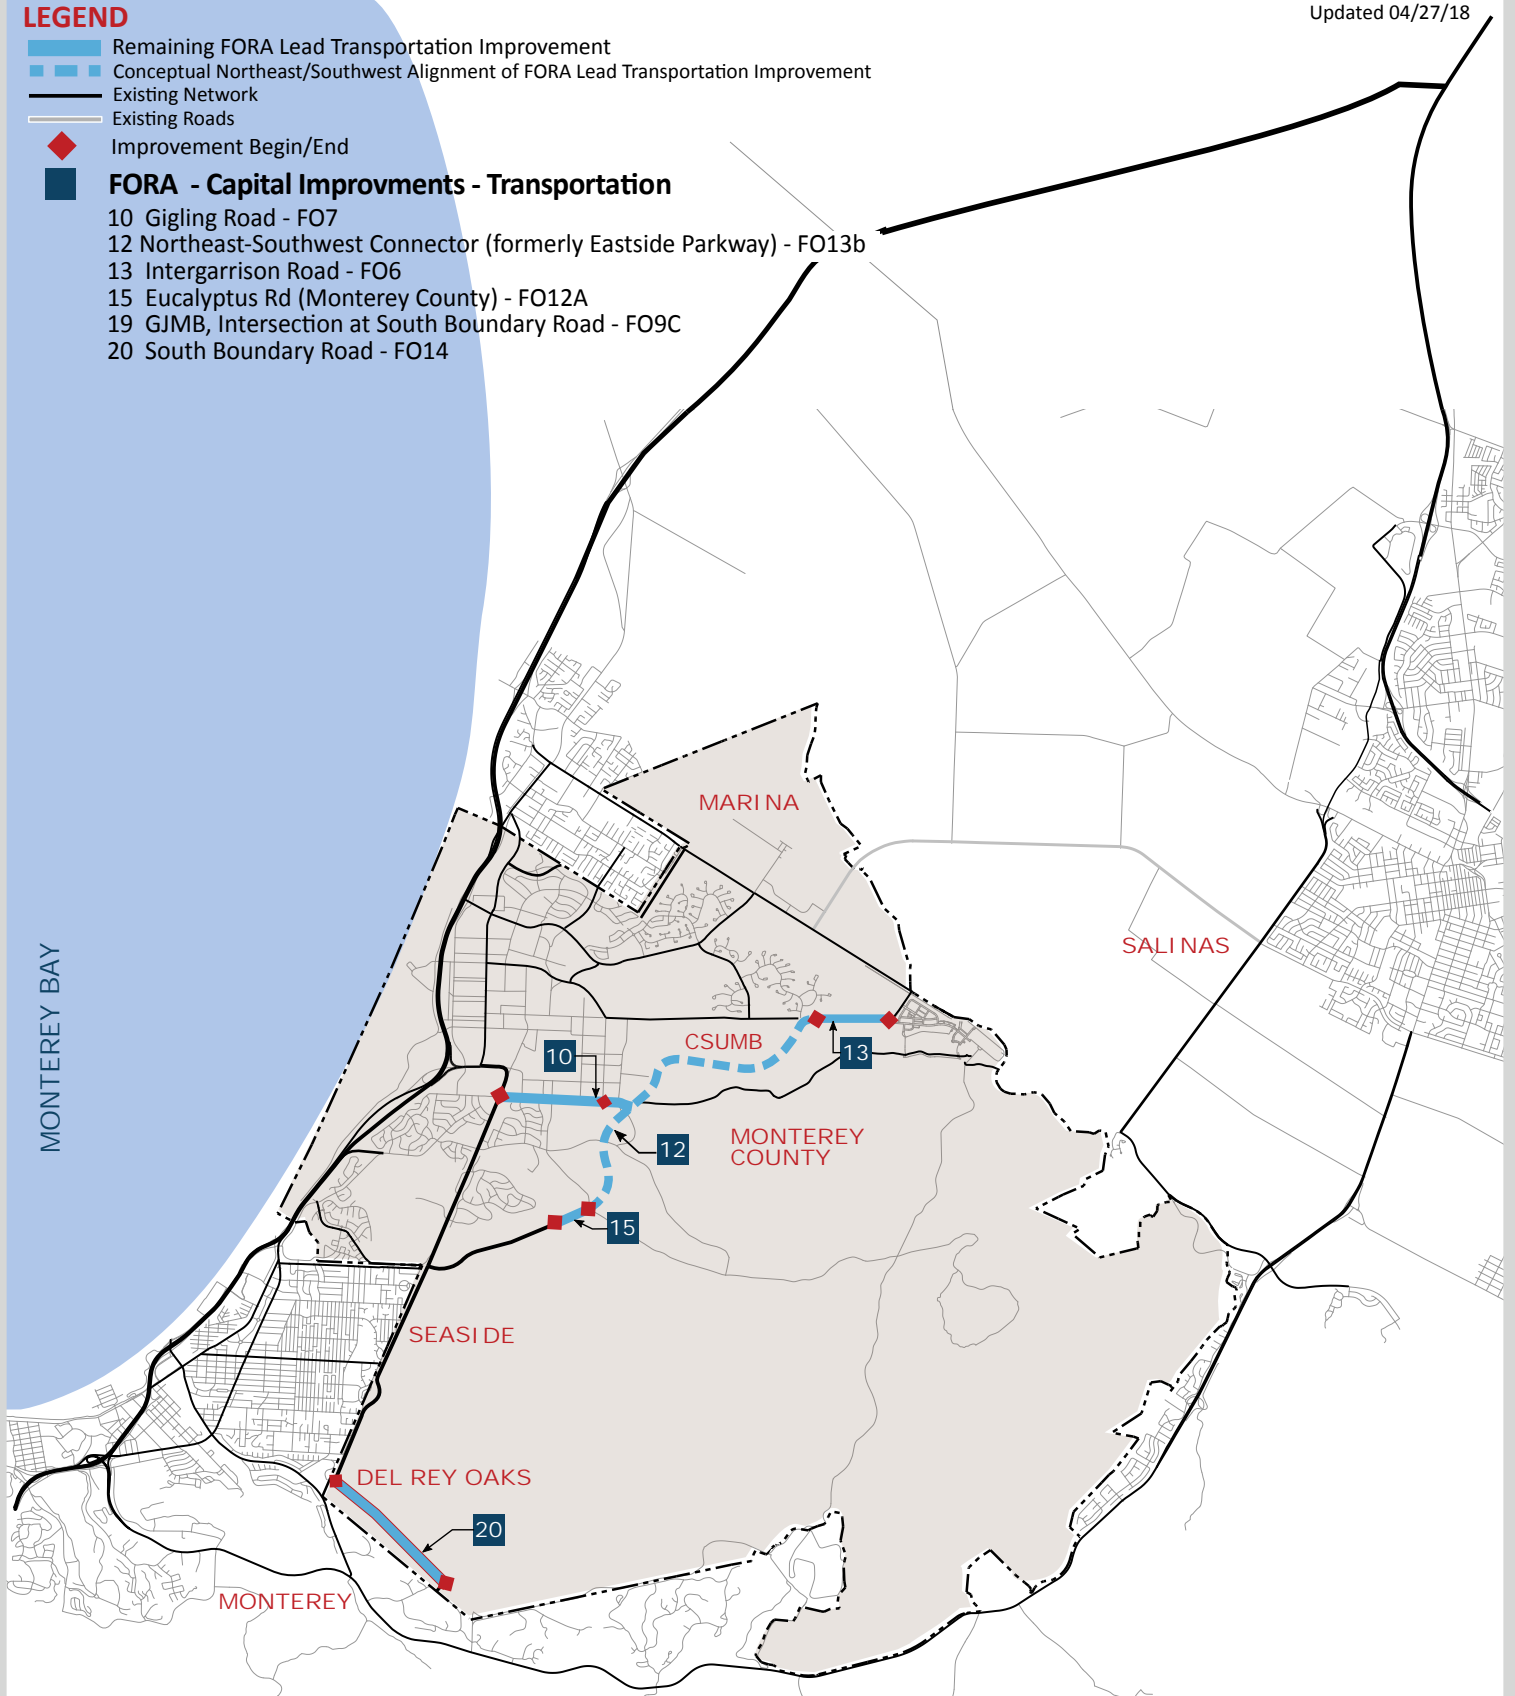 LEGEND
Updated 04/27/18
Remaining FORA Lead Transportation Improvement
Conceptual Northeast/Southwest Alignment of FORA Lead Transportation Improvement
Existing Network
Existing Roads
Improvement Begin/End
FORA - Capital Improvments - Transportation
10 Gigling Road - FO7
12 Northeast-Southwest Connector (formerly Eastside Parkway) - FO13b
13 Intergarrison Road - FO6
15 Eucalyptus Rd (Monterey County) - FO12A
19 GJMB, Intersection at South Boundary Road - FO9C
20 South Boundary Road - FO14
MARINA
SALINAS
MONTEREY BAY
CSUMB
10
13
12
MONTEREY
COUNTY
15
SEASIDE
DEL REY OAKS
20
MONTEREY